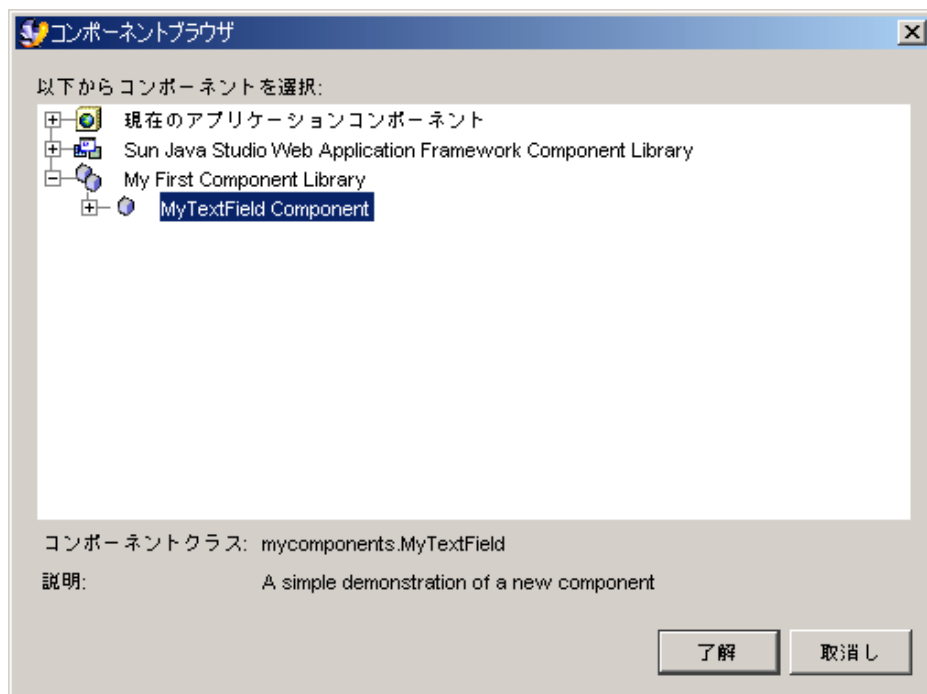 コンポーネントブラウザ
以下からコンポーネントを選択:
現在のアプリケーションコンポーネント
Sun Java Studio Web Application Framework Component Library
My First Component Library
MyTextField Component
コンポーネントクラス: mycomponents.MyTextField
説明: A simple demonstration of a new component
了解 取消し